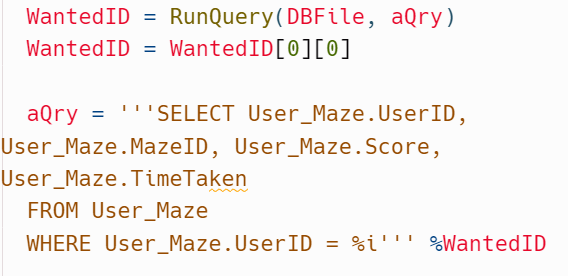 WantedID = RunQuery(DBFile, aQry)
WantedID = WantedID[0][0]
aQry = '''SELECT User_Maze.UserID,
User_Maze.MazeID, User_Maze.Score,
User_Maze.TimeTaken
FROM User_Maze
WHERE User_Maze.UserID = %i''' %WantedID